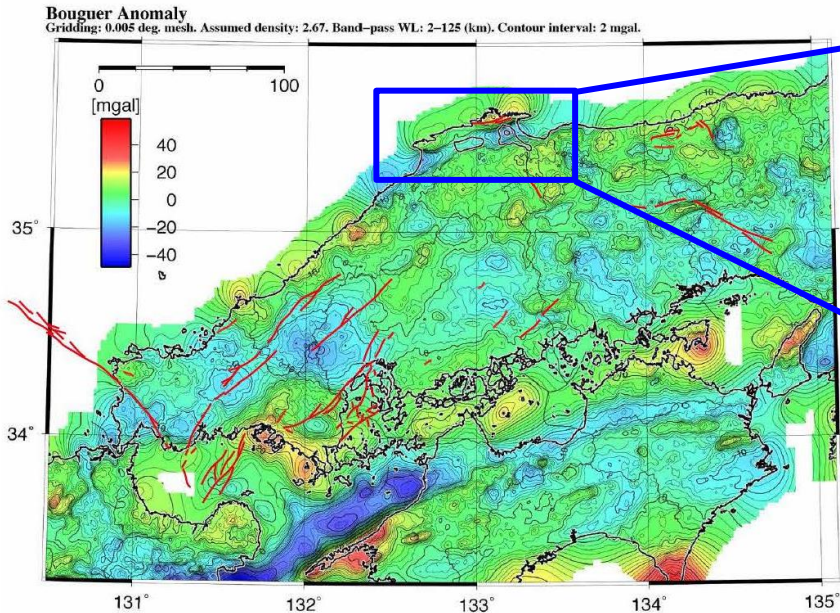 Bouguer Anomaly
Gridding: 0.005 deg. mesh. Assumed density: 2.67. Band-pass WL: 2-125 (km). Contour interval: 2 mgal.
0 100
[mgal]
40
20
0
-20
-40
35°
34°
131° 132° 133° 134° 135°